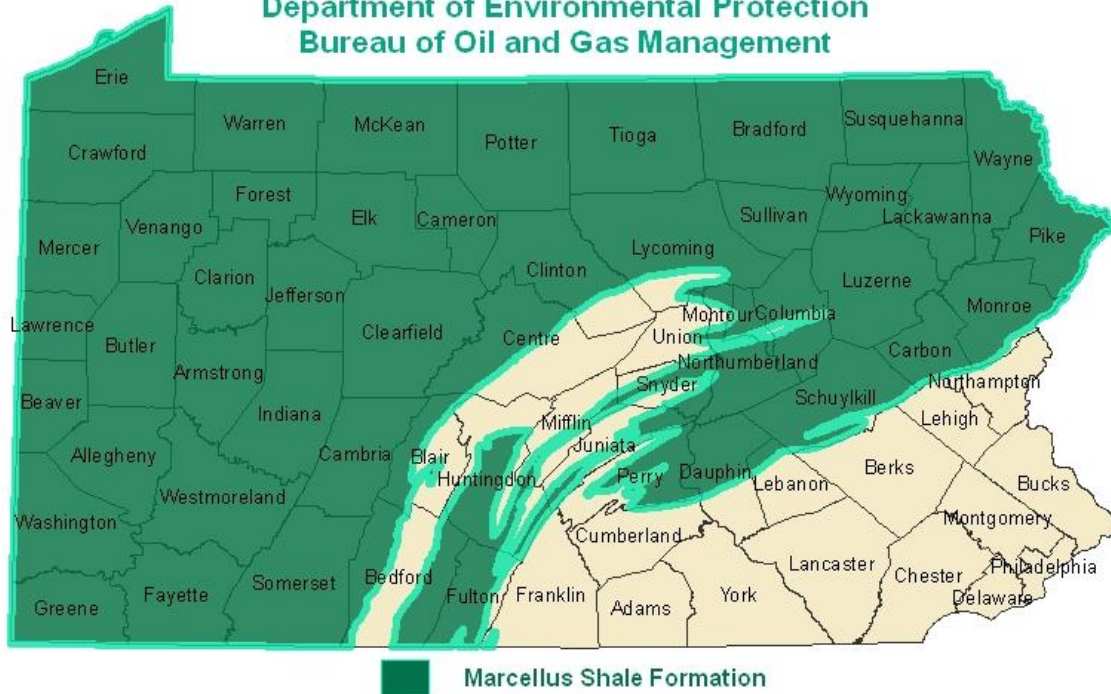 Department of Environmental Protection
Bureau of Oil and Gas Management
Erie
Warren
McKean
Potter
Tioga
Bradford
Susquehanna
Wayne
Crawford
Forest
Elk
Cameron
Sullivan
Wyoming
Lackawanna
Pike
Mercer
Venango
Clarion
Jefferson
Clinton
Lycoming
Luzerne
Monroe
Lawrence
Butler
Clearfield
Centre
Union
Montour
Columbia
Carbon
Beaver
Armstrong
Indiana
Snyder
Northumberland
Schuylkill
Northampton
Lehigh
Allegheny
Westmoreland
Cambria
Blair
Huntingdon
Mifflin
Juniata
Perry
Dauphin
Lebanon
Berks
Bucks
Washington
Cumberland
Montgomery
Philadelphia
Greene
Fayette
Somerset
Bedford
Fulton
Franklin
Adams
York
Lancaster
Chester
Delaware
Marcellus Shale Formation